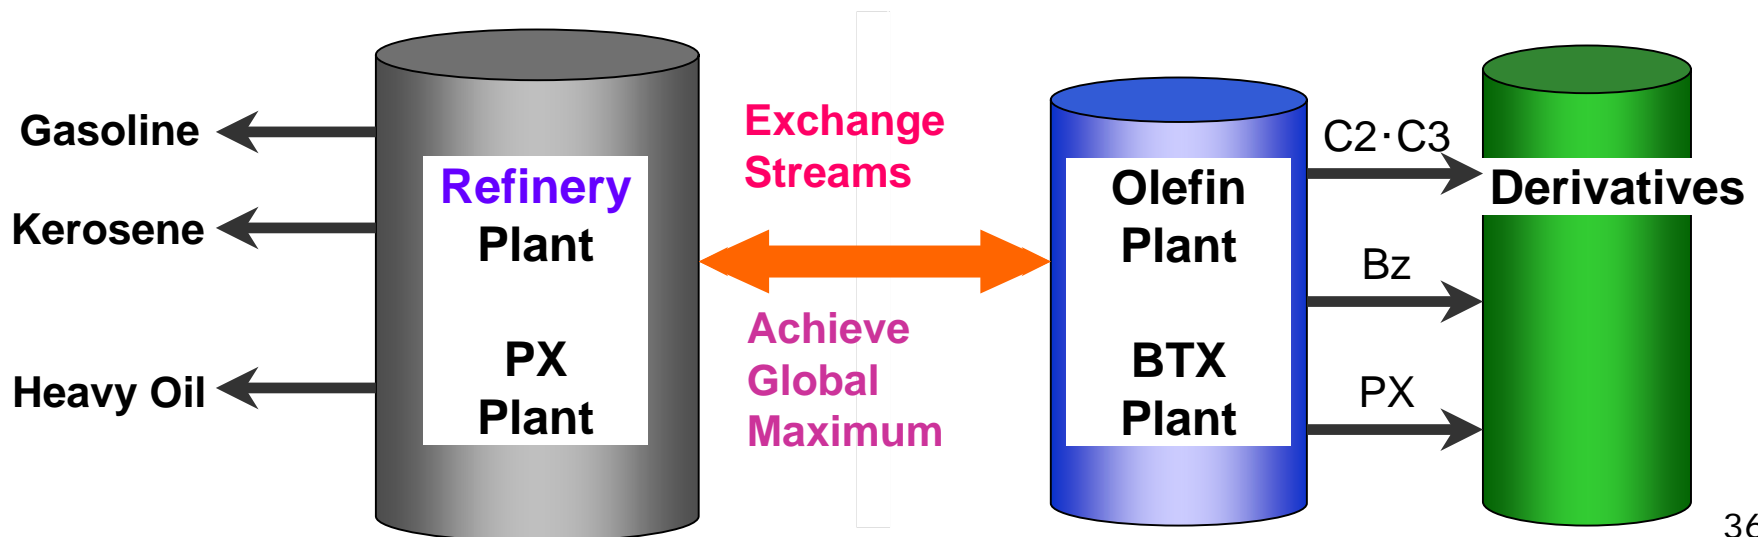 Gasoline
Kerosene
Heavy Oil
Refinery
Plant
PX
Plant
Exchange
Streams
Achieve
Global
Maximum
Olefin
Plant
BTX
Plant
C2·C3
Bz
PX
Derivatives
36